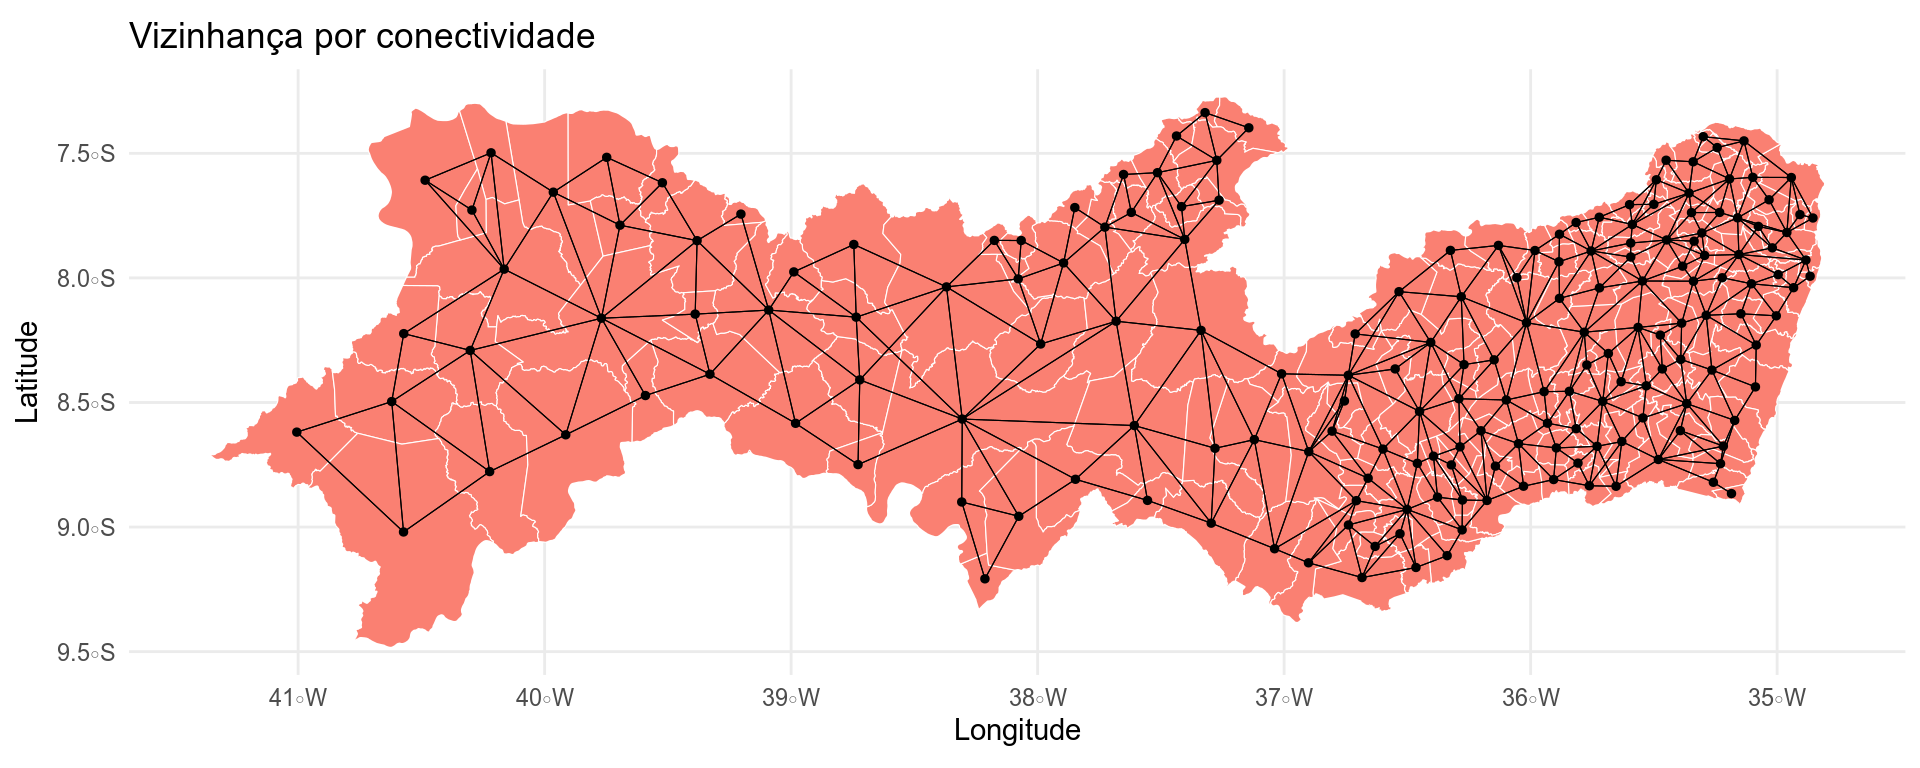 Vizinhança por conectividade
7.5◦S
8.0◦S
8.5◦S
9.0◦S
9.5◦S
Latitude
41◦W 40◦W 39◦W 38◦W 37◦W 36◦W 35◦W
Longitude